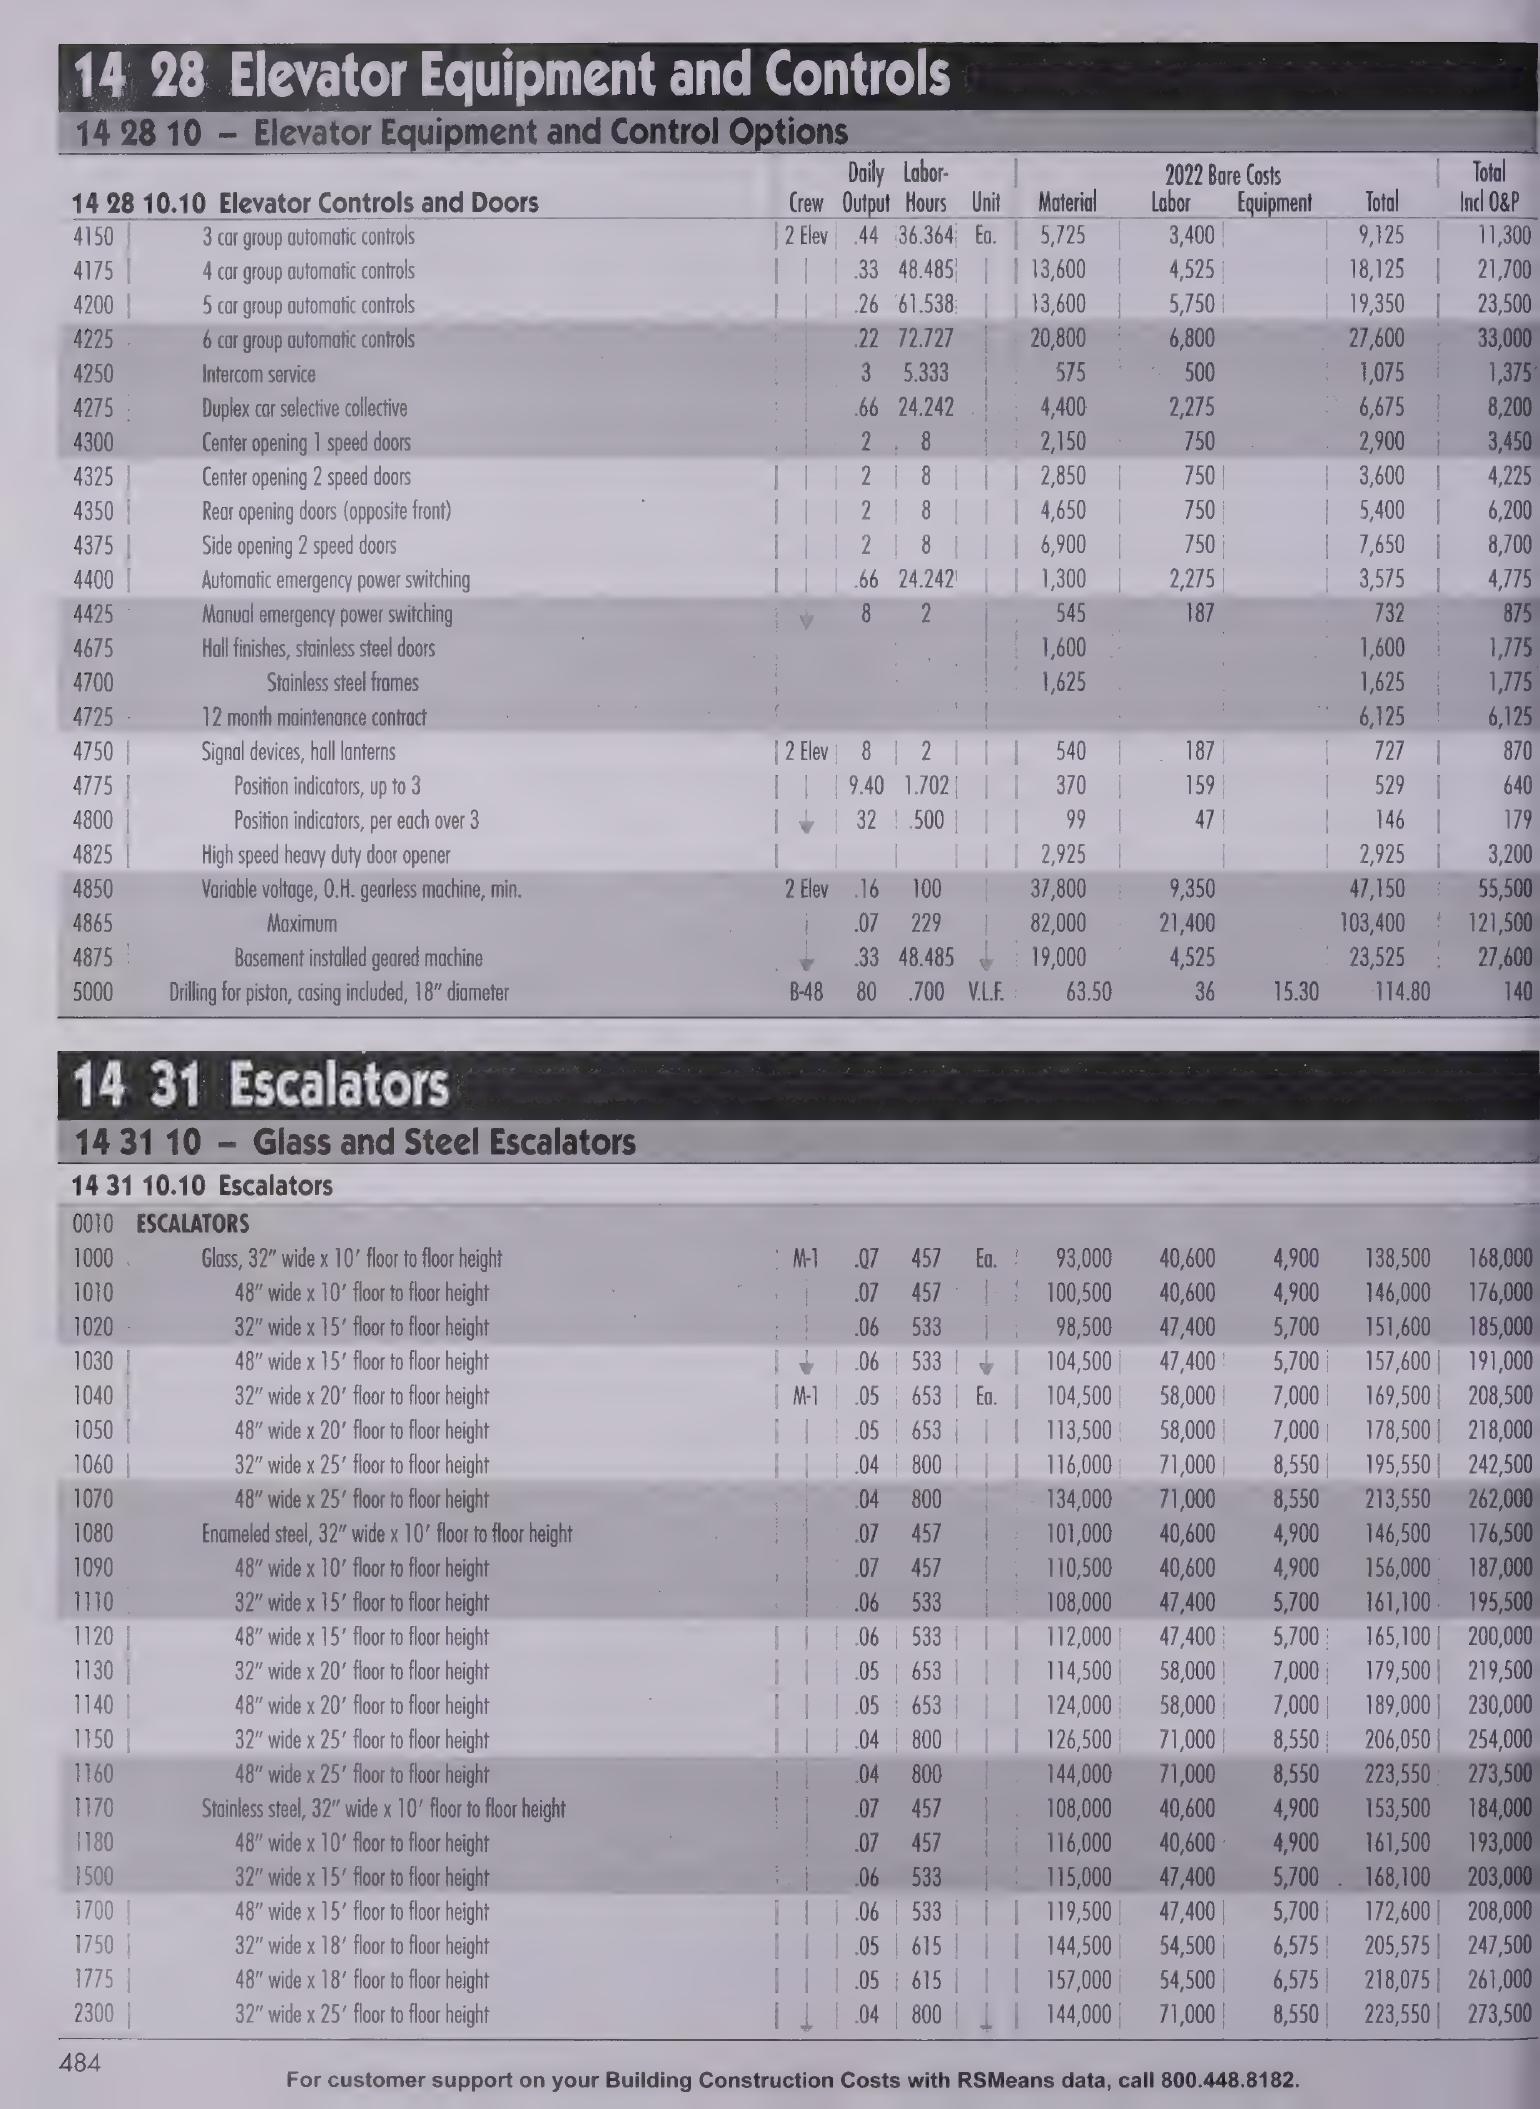 14 28 Elevator Equipment and Controls
14 28 10 – Elevator Equipment and Control Options
Daily Labor- 2022 Bare Costs Total
14 28 10.10 Elevator Controls and Doors Crew Output Hours Unit Material Labor Equipment Total Incl O&P
4150 3 car group automatic controls 2 Elev .44 36.364 Ea. 5,725 3,400 9,125 11,300
4175 4 car group automatic controls .33 48.485 13,600 4,525 18,125 21,700
4200 5 car group automatic controls .26 61.538 13,600 5,750 19,350 23,500
4225 6 car group automatic controls .22 72.727 20,800 6,800 27,600 33,000
4250 Intercom service 3 5.333 575 500 1,075 1,375
4275 Duplex car selective collective .66 24.242 4,400 2,275 6,675 8,200
4300 Center opening 1 speed doors 2 8 2,150 750 2,900 3,450
4325 Center opening 2 speed doors 2 8 2,850 750 3,600 4,225
4350 Rear opening doors (opposite front) 2 8 4,650 750 5,400 6,200
4375 Side opening 2 speed doors 2 8 6,900 750 7,650 8,700
4400 Automatic emergency power switching .66 24.242 1,300 2,275 3,575 4,775
4425 Manual emergency power switching 8 2 545 187 732 875
4675 Hall finishes, stainless steel doors 1,600 1,600 1,775
4700 Stainless steel frames 1,625 1,625 1,775
4725 12 month maintenance contract 6,125 6,125
4750 Signal devices, hall lanterns 2 Elev 8 2 540 187 727 870
4775 Position indicators, up to 3 9.40 1.702 370 159 529 640
4800 Position indicators, per each over 3 32 .500 99 47 146 179
4825 High speed heavy duty door opener 2,925 2,925 3,200
4850 Variable voltage, O.H. gearless machine, min. 2 Elev .16 100 37,800 9,350 47,150 55,500
4865 Maximum .07 229 82,000 21,400 103,400 121,500
4875 Basement installed geared machine .33 48.485 19,000 4,525 23,525 27,600
5000 Drilling for piston, casing included, 18" diameter B-48 80 .700 V.L.F. 63.50 36 15.30 114.80 140
14 31 Escalators
14 31 10 – Glass and Steel Escalators
14 31 10.10 Escalators
0010 ESCALATORS
1000 Glass, 32" wide x 10' floor to floor height M-1 .07 457 Ea. 93,000 40,600 4,900 138,500 168,000
1010 48" wide x 10' floor to floor height .07 457 100,500 40,600 4,900 146,000 176,000
1020 32" wide x 15' floor to floor height .06 533 98,500 47,400 5,700 151,600 185,000
1030 48" wide x 15' floor to floor height .06 533 104,500 47,400 5,700 157,600 191,000
1040 32" wide x 20' floor to floor height M-1 .05 653 Ea. 104,500 58,000 7,000 169,500 208,500
1050 48" wide x 20' floor to floor height .05 653 113,500 58,000 7,000 178,500 218,000
1060 32" wide x 25' floor to floor height .04 800 116,000 71,000 8,550 195,550 242,500
1070 48" wide x 25' floor to floor height .04 800 134,000 71,000 8,550 213,550 262,000
1080 Enameled steel, 32" wide x 10' floor to floor height .07 457 101,000 40,600 4,900 146,500 176,500
1090 48" wide x 10' floor to floor height .07 457 110,500 40,600 4,900 156,000 187,000
1110 32" wide x 15' floor to floor height .06 533 108,000 47,400 5,700 161,100 195,500
1120 48" wide x 15' floor to floor height .06 533 112,000 47,400 5,700 165,100 200,000
1130 32" wide x 20' floor to floor height .05 653 114,500 58,000 7,000 179,500 219,500
1140 48" wide x 20' floor to floor height .05 653 124,000 58,000 7,000 189,000 230,000
1150 32" wide x 25' floor to floor height .04 800 126,500 71,000 8,550 206,050 254,000
1160 48" wide x 25' floor to floor height .04 800 144,000 71,000 8,550 223,550 273,500
1170 Stainless steel, 32" wide x 10' floor to floor height .07 457 108,000 40,600 4,900 153,500 184,000
1180 48" wide x 10' floor to floor height .07 457 116,000 40,600 4,900 161,500 193,000
1500 32" wide x 15' floor to floor height .06 533 115,000 47,400 5,700 168,100 203,000
1700 48" wide x 15' floor to floor height .06 533 119,500 47,400 5,700 172,600 208,000
1750 32" wide x 18' floor to floor height .05 615 144,500 54,500 6,575 205,575 247,500
1775 48" wide x 18' floor to floor height .05 615 157,000 54,500 6,575 218,075 261,000
2300 32" wide x 25' floor to floor height .04 800 144,000 71,000 8,550 223,550 273,500
484
For customer support on your Building Construction Costs with RSMeans data, call 800.448.8182.